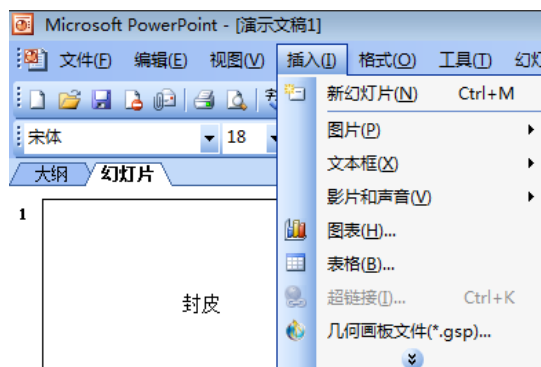 Microsoft PowerPoint - [演示文稿1]
文件(F) 编辑(E) 视图(V) 插入(I) 格式(O) 工具(T)
宋体 18
大纲 幻灯片
1
封皮
新幻灯片(N) Ctrl+M
图片(P)
文本框(X)
影片和声音(V)
图表(H)...
表格(B)...
超链接(I)... Ctrl+K
几何画板文件(*.gsp)...